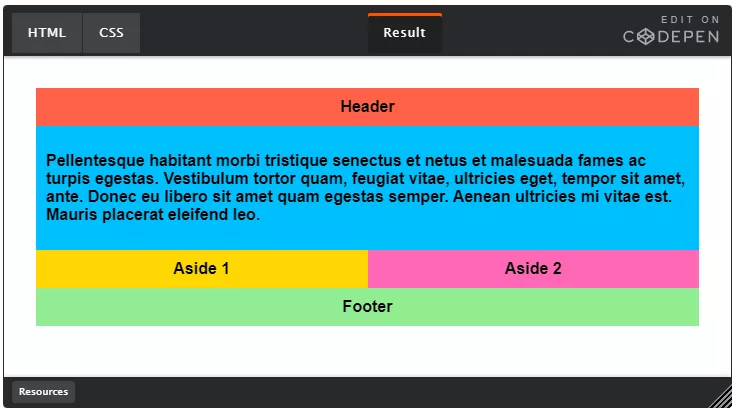 HTML CSS Result EDIT ON
CODEPEN
Header
Pellentesque habitant morbi tristique senectus et netus et malesuada fames ac
turpis egestas. Vestibulum tortor quam, feugiat vitae, ultricies eget, tempor sit amet,
ante. Donec eu libero sit amet quam egestas semper. Aenean ultricies mi vitae est.
Mauris placerat eleifend leo.
Aside 1 Aside 2
Footer
Resources